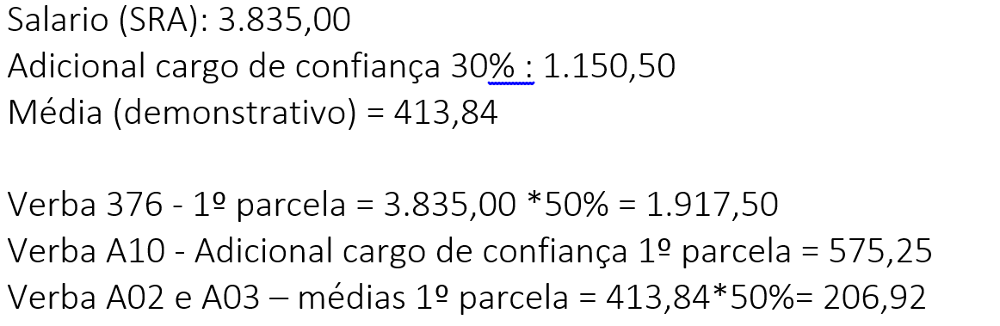 Salario (SRA): 3.835,00
Adicional cargo de confiança 30% : 1.150,50
Média (demonstrativo) = 413,84
Verba 376 - 1º parcela = 3.835,00 *50% = 1.917,50
Verba A10 - Adicional cargo de confiança 1º parcela = 575,25
Verba A02 e A03 – médias 1º parcela = 413,84*50%= 206,92